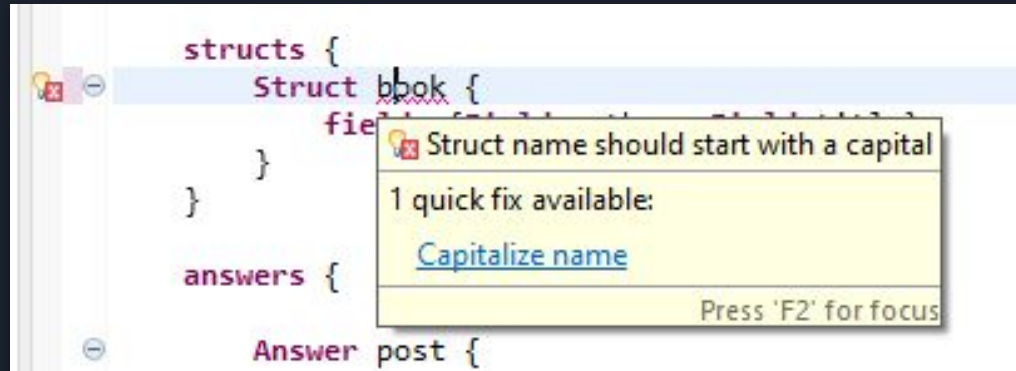 structs {
Struct book {
fie
Struct name should start with a capital
}
}
1 quick fix available:
Capitalize name
answers {
Press 'F2' for focus
Answer post {